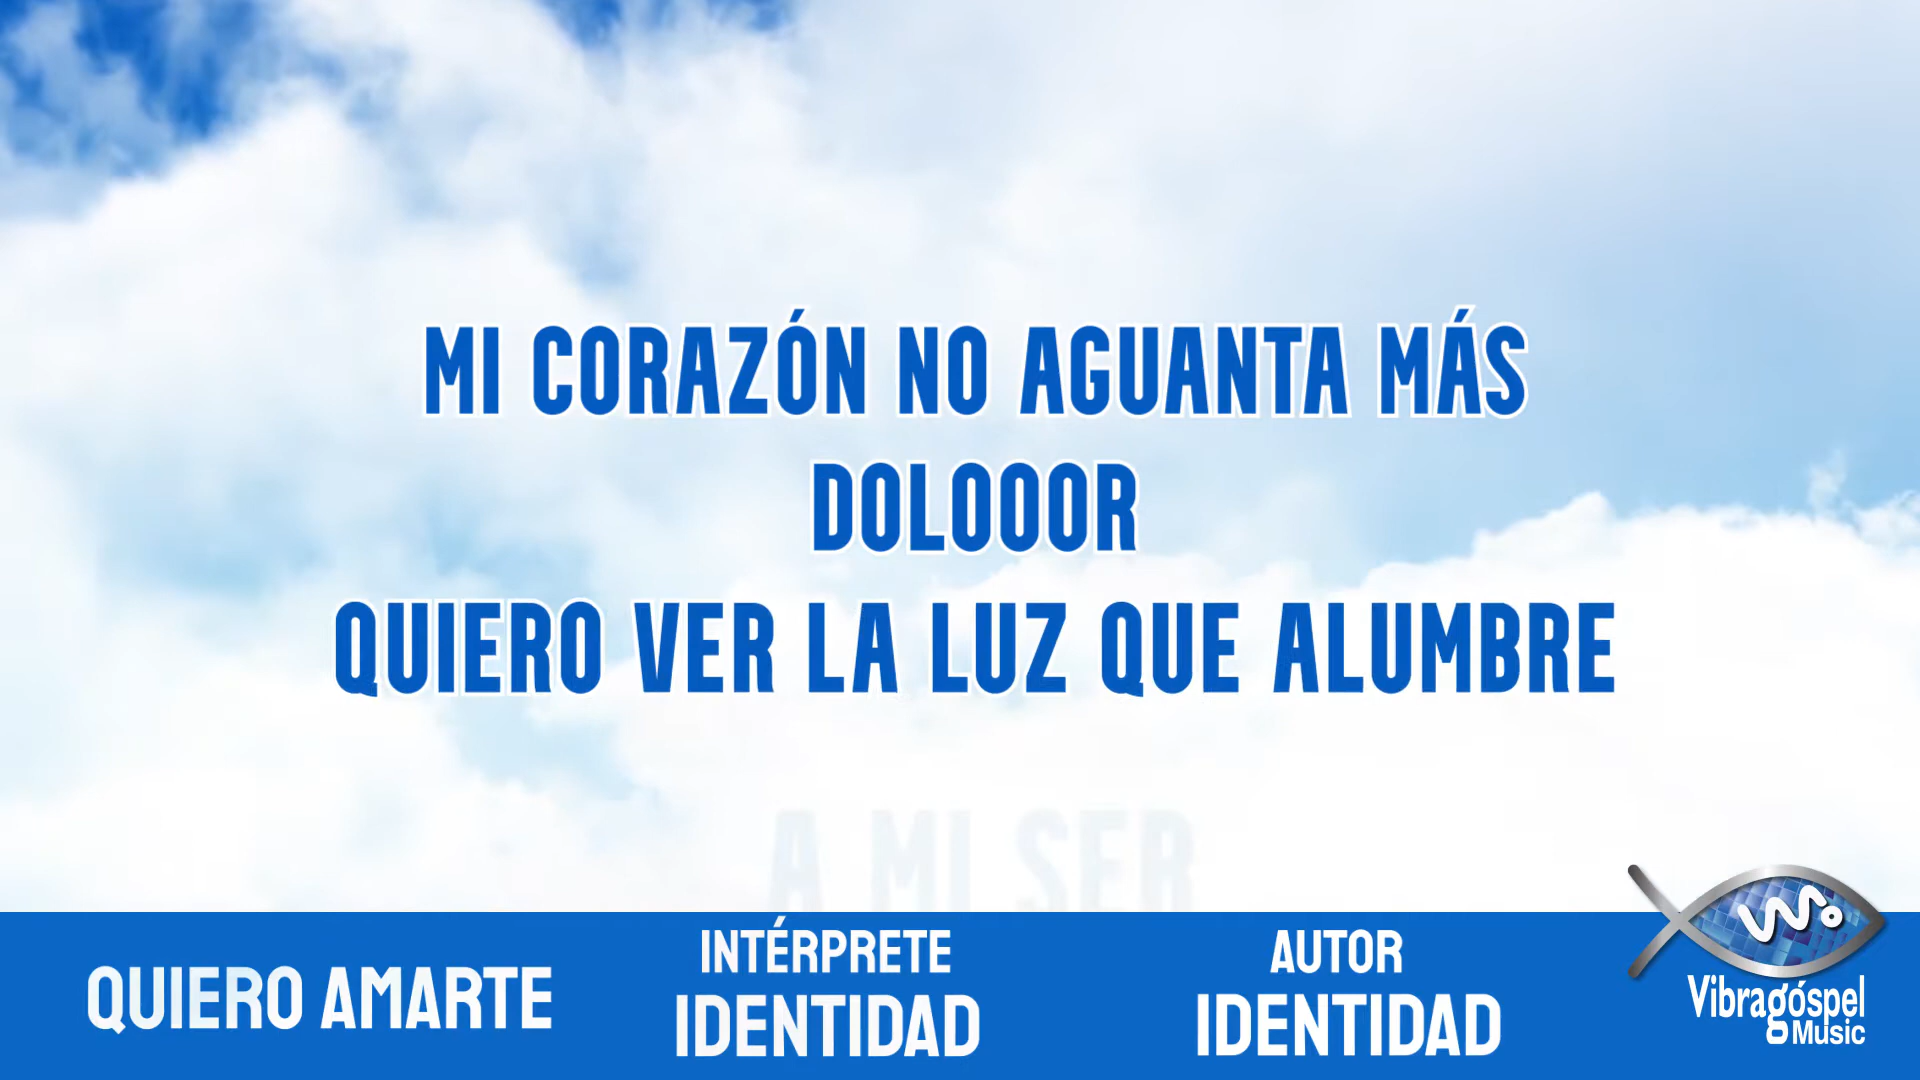 MI CORAZÓN NO AGUANTA MÁS
DOLOOOR
QUIERO VER LA LUZ QUE ALUMBRE
A MI SER
QUIERO AMARTE
INTÉRPRETE
IDENTIDAD
AUTOR
IDENTIDAD
Vibragóspel
Music